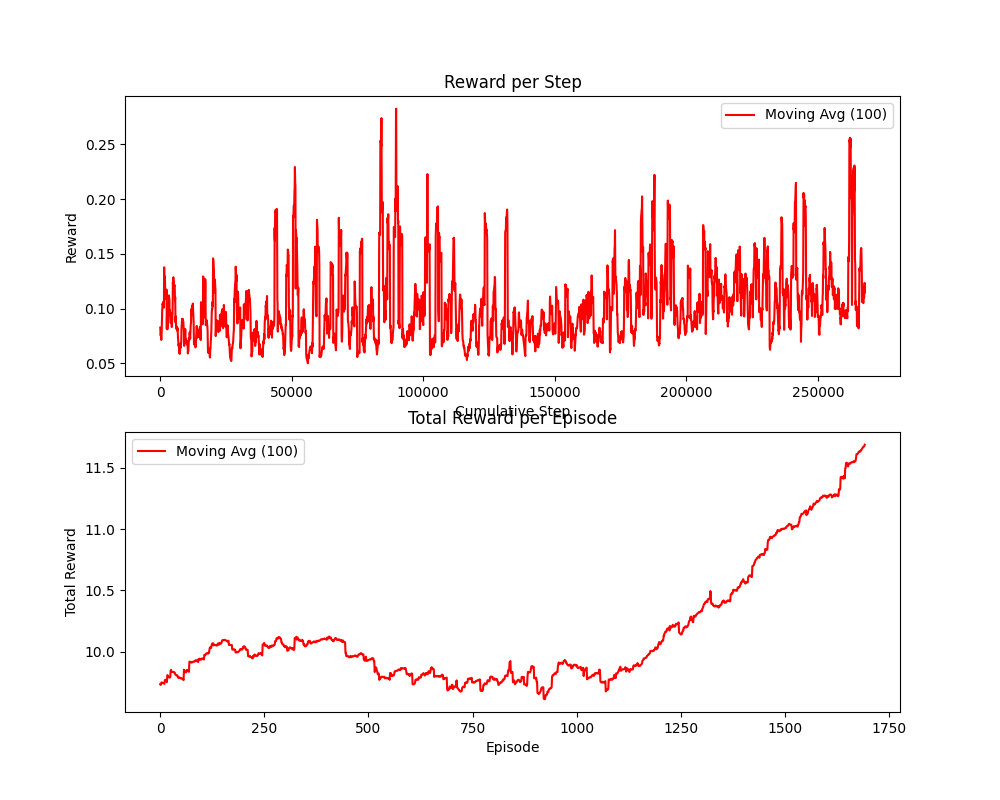 Reward per Step
Moving Avg (100)
Reward
0.25
0.20
0.15
0.10
0.05
0 50000 100000 150000 200000 250000
Cumulative Step
Total Reward per Episode
Moving Avg (100)
Total Reward
11.5
11.0
10.5
10.0
0 250 500 750 1000 1250 1500 1750
Episode